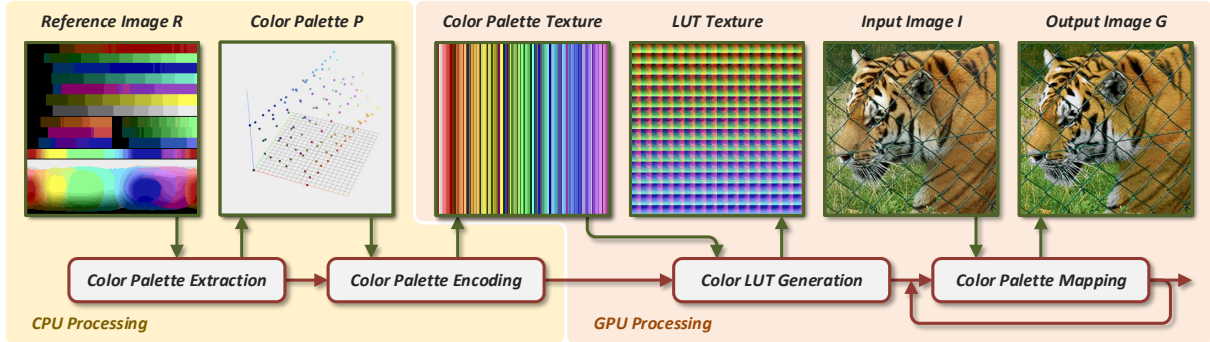 Reference Image R
Color Palette P
Color Palette Texture
LUT Texture
Input Image I
Output Image G
Color Palette Extraction
Color Palette Encoding
Color LUT Generation
Color Palette Mapping
CPU Processing
GPU Processing